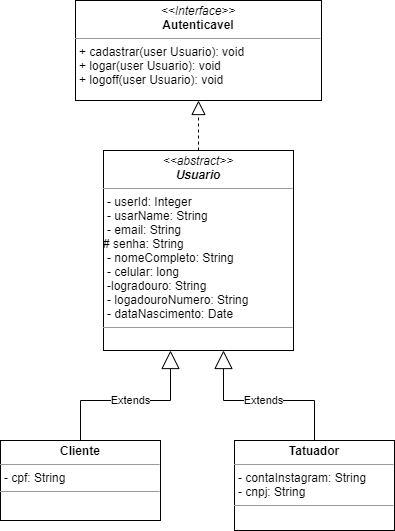 <<Interface>>
Autenticavel
+ cadastrar(user Usuario): void
+ logar(user Usuario): void
+ logoff(user Usuario): void
<<abstract>>
Usuario
- userId: Integer
- usarName: String
- email: String
# senha: String
- nomeCompleto: String
- celular: long
-logradouro: String
- logadouroNumero: String
- dataNascimento: Date
Extends
Extends
Cliente
- cpf: String
Tatuador
- contaInstagram: String
- cnpj: String